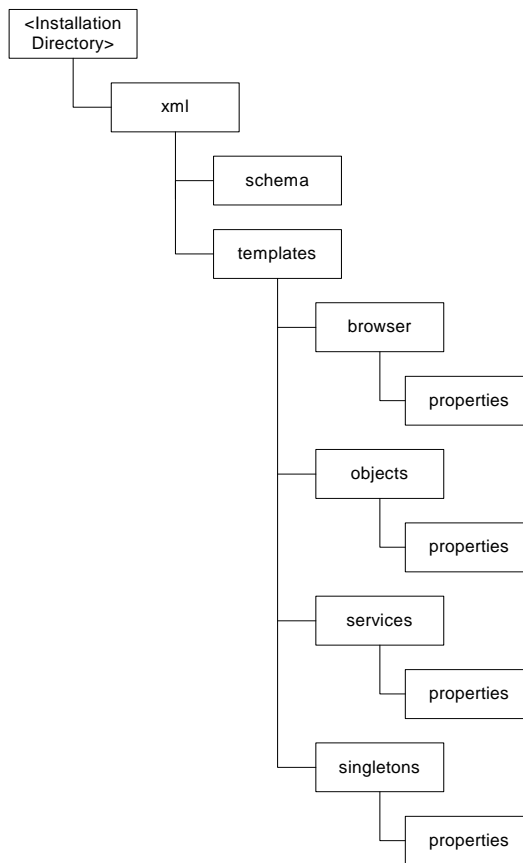 <Installation
Directory>
xml
schema
templates
browser
properties
objects
properties
services
properties
singletons
properties